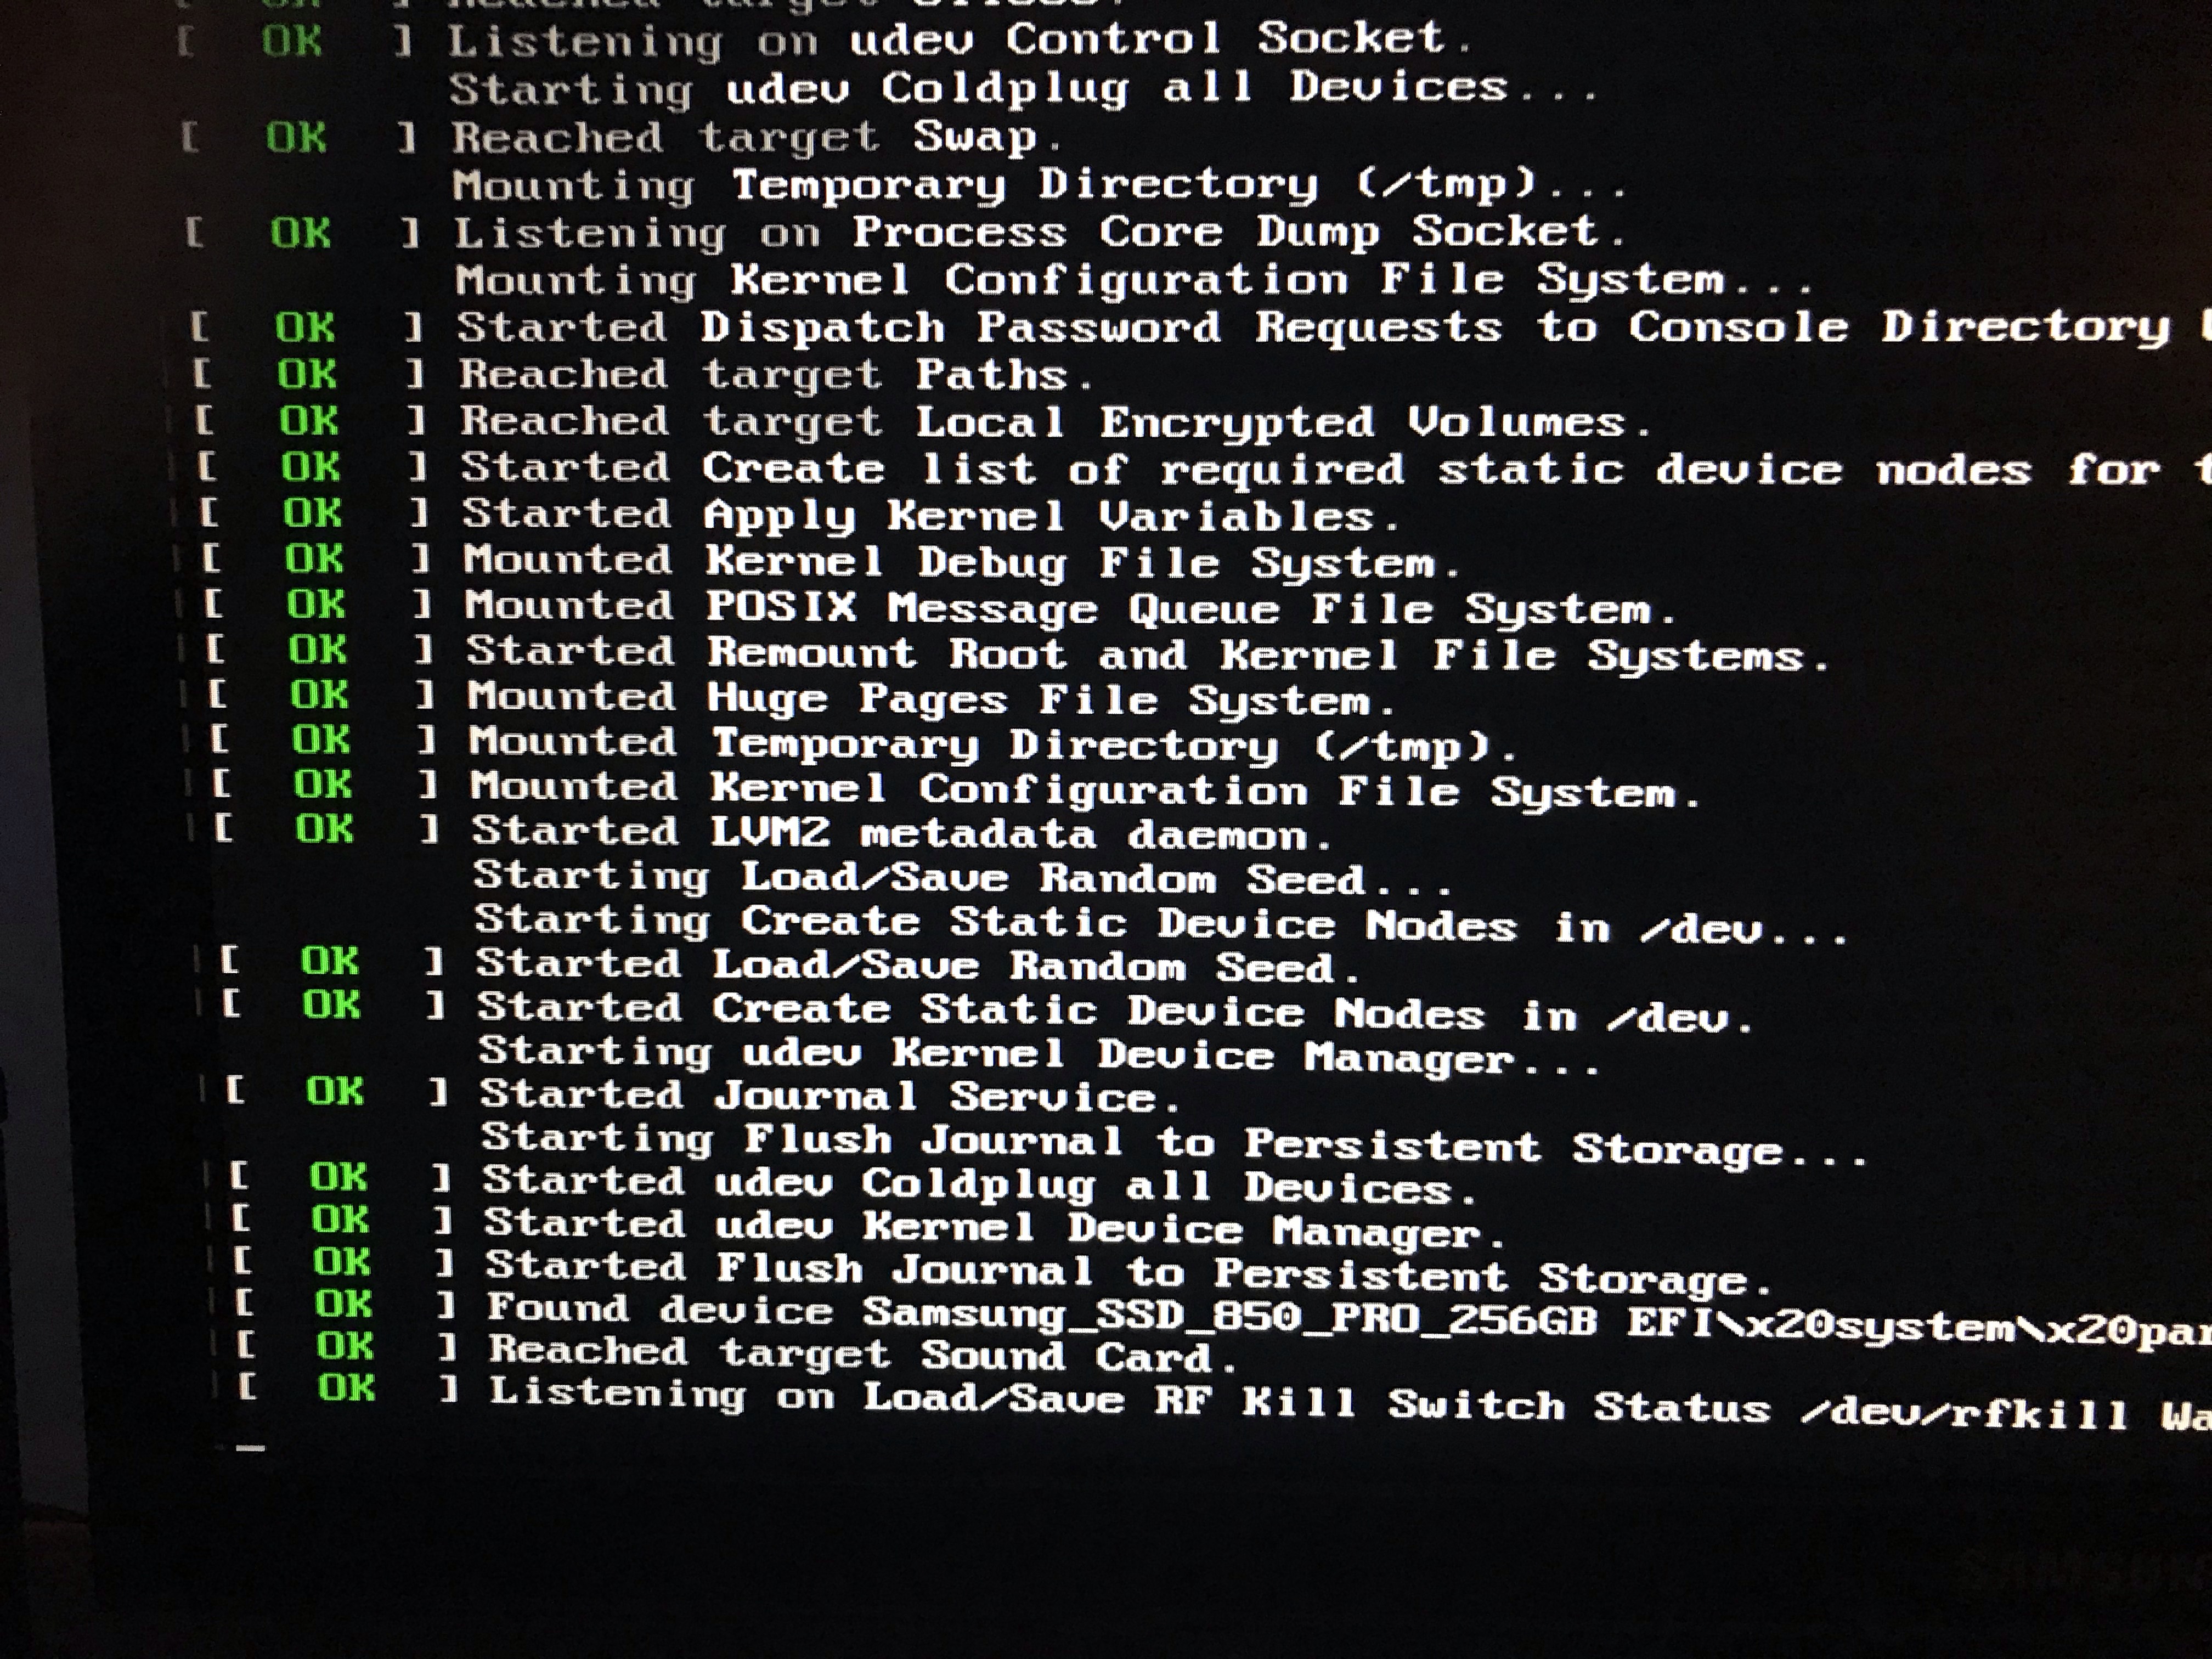 [ OK ] Reached target
[ OK ] Listening on udev Control Socket.
Starting udev Coldplug all Devices...
[ OK ] Reached target Swap.
Mounting Temporary Directory (/tmp)...
[ OK ] Listening on Process Core Dump Socket.
Mounting Kernel Configuration File System...
[ OK ] Started Dispatch Password Requests to Console Directory
[ OK ] Reached target Paths.
[ OK ] Reached target Local Encrypted Volumes.
[ OK ] Started Create list of required static device nodes for
[ OK ] Started Apply Kernel Variables.
[ OK ] Mounted Kernel Debug File System.
[ OK ] Mounted POSIX Message Queue File System.
[ OK ] Started Remount Root and Kernel File Systems.
[ OK ] Mounted Huge Pages File System.
[ OK ] Mounted Temporary Directory (/tmp).
[ OK ] Mounted Kernel Configuration File System.
[ OK ] Started LVM2 metadata daemon.
Starting Load/Save Random Seed...
Starting Create Static Device Nodes in /dev...
[ OK ] Started Load/Save Random Seed.
[ OK ] Started Create Static Device Nodes in /dev.
Starting udev Kernel Device Manager...
[ OK ] Started Journal Service.
Starting Flush Journal to Persistent Storage...
[ OK ] Started udev Coldplug all Devices.
[ OK ] Started udev Kernel Device Manager.
[ OK ] Started Flush Journal to Persistent Storage.
[ OK ] Found device Samsung_SSD_850_PRO_256GB EFI\x20system\x20par
[ OK ] Reached target Sound Card.
[ OK ] Listening on Load/Save RF Kill Switch Status /dev/rfkill Wa
_